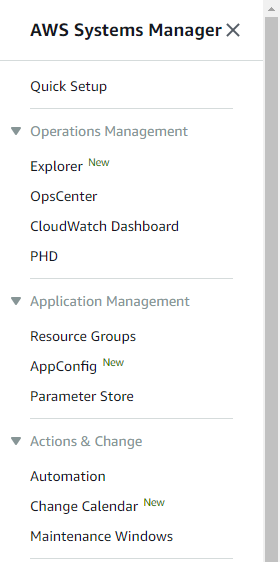 AWS Systems Manager
Quick Setup
Operations Management
Explorer New
OpsCenter
CloudWatch Dashboard
PHD
Application Management
Resource Groups
AppConfig New
Parameter Store
Actions & Change
Automation
Change Calendar New
Maintenance Windows